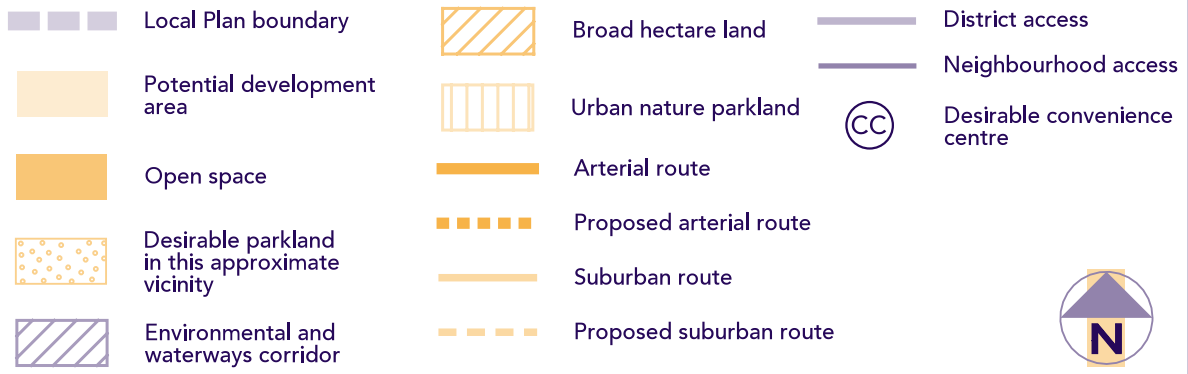 Local Plan boundary
Potential development
area
Open space
Desirable parkland
in this approximate
vicinity
Environmental and
waterways corridor
Broad hectare land
Urban nature parkland
Arterial route
Proposed arterial route
Suburban route
Proposed suburban route
District access
Neighbourhood access
CC
Desirable convenience
centre
N